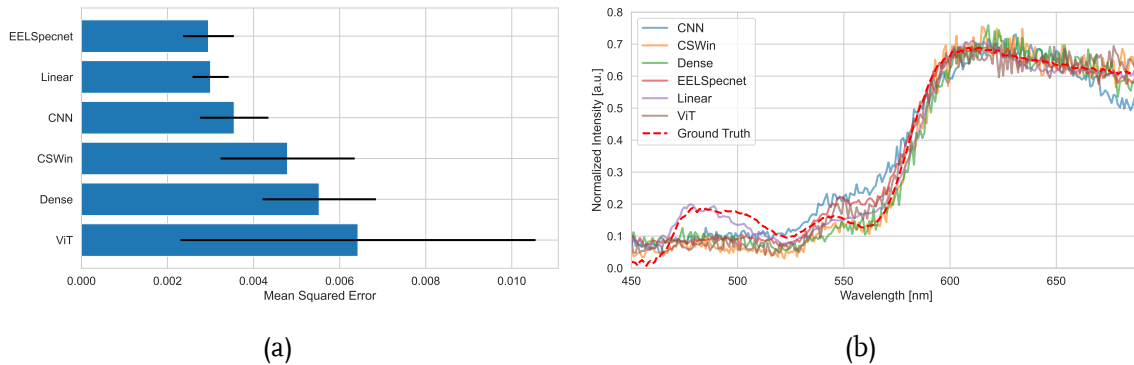 EELSpecnet
Linear
CNN
CSWin
Dense
ViT
0.000 0.002 0.004 0.006 0.008 0.010
Mean Squared Error
(a)
0.8
0.7
0.6
0.5
0.4
0.3
0.2
0.1
0.0
Normalized Intensity [a.u.]
CNN
CSWin
Dense
EELSpecnet
Linear
ViT
Ground Truth
450 500 550 600 650
Wavelength [nm]
(b)